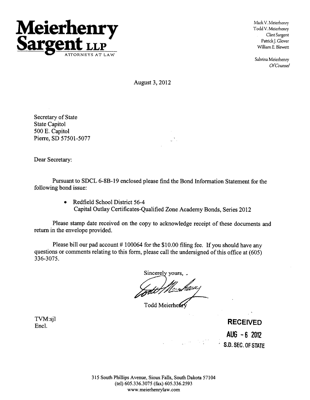 Meierhenry
Sargent LLP
ATTORNEYS AT LAW
Mark V. Meierhenry
Todd V. Meierhenry
Clint Sargent
Patrick J. Glover
William E. Blewett
Sabrina Meierhenry
Of Counsel
August 3, 2012
Secretary of State
State Capitol
500 E. Capitol
Pierre, SD 57501-5077
Dear Secretary:
Pursuant to SDCL 6-8B-19 enclosed please find the Bond Information Statement for the
following bond issue:
• Redfield School District 56-4
Capital Outlay Certificates-Qualified Zone Academy Bonds, Series 2012
Please stamp date received on the copy to acknowledge receipt of these documents and
return in the envelope provided.
Please bill our pad account # 100064 for the $10.00 filing fee. If you should have any
questions or comments relating to this form, please call the undersigned of this office at (605)
336-3075.
Sincerely yours,
Todd Meierhenry
Todd Meierhenry
TVM:njl
Encl.
RECEIVED
AUG - 6 2012
S.D. SEC. OF STATE
315 South Phillips Avenue, Sioux Falls, South Dakota 57104
(tel) 605.336.3075 (fax) 605.336.2593
www.meierhenrylaw.com